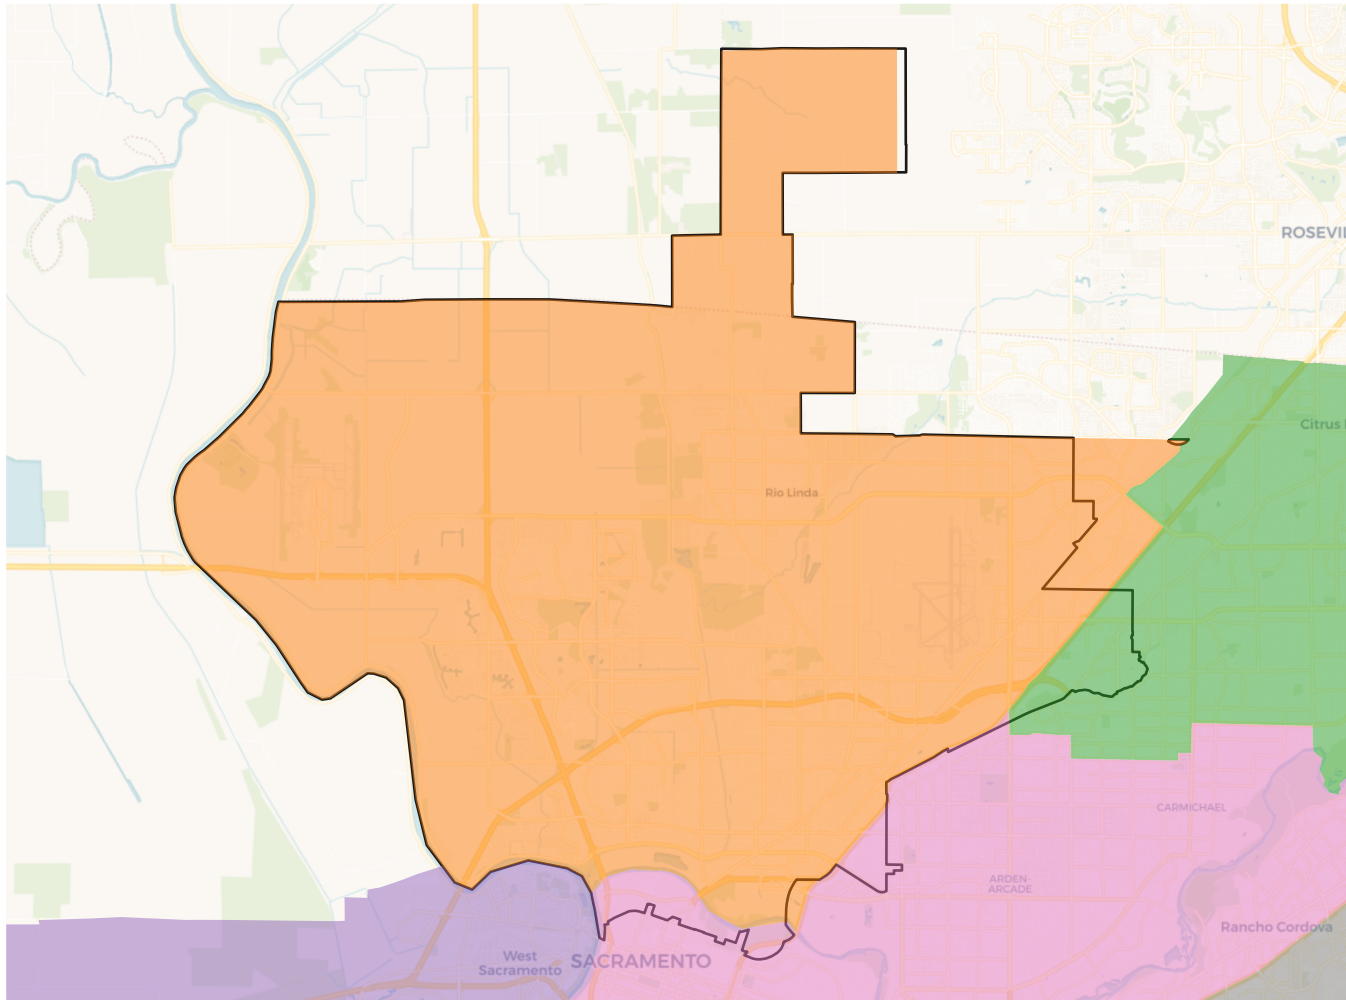 ROSEVIL
Citrus H
Rio Linda
CARMICHAEL
ARDEN-
ARCADE
Rancho Cordova
West
Sacramento
SACRAMENTO